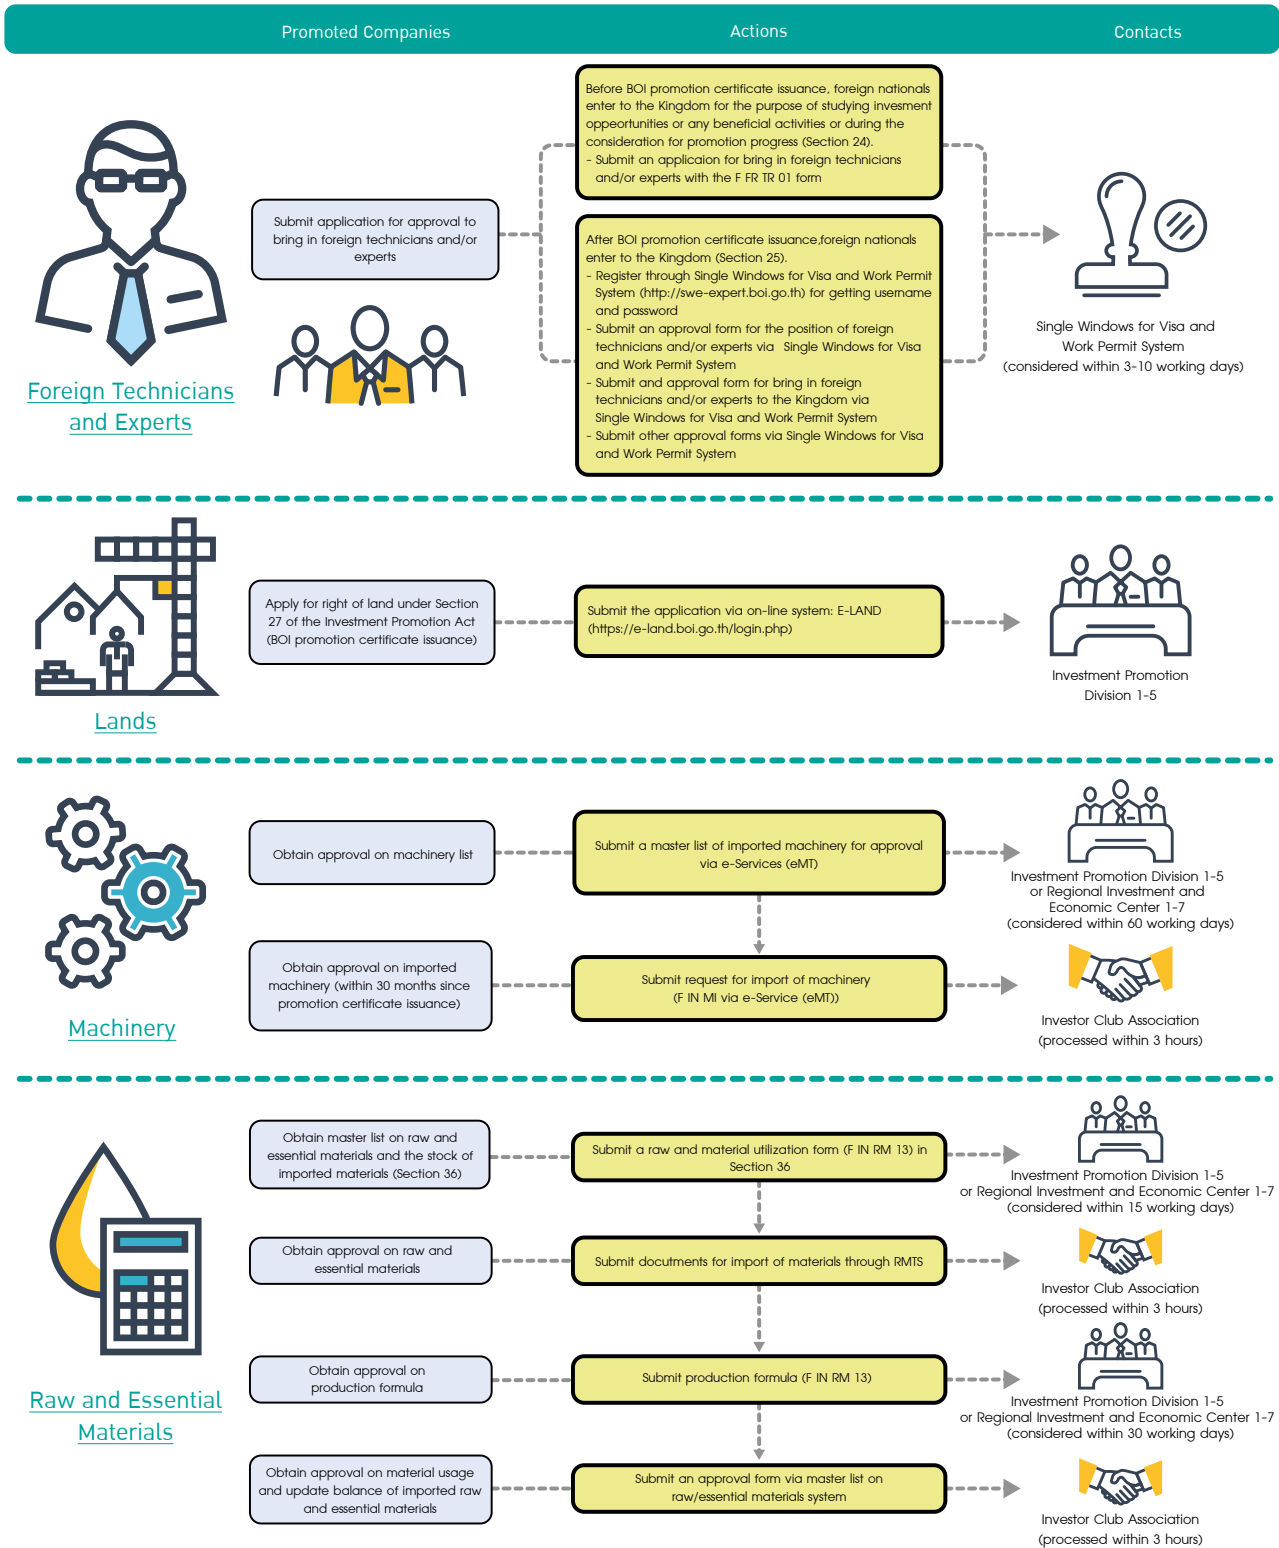 Promoted Companies
Actions
Contacts
Foreign Technicians
and Experts
Submit application for approval to
bring in foreign technicians and/or
experts
Before BOI promotion certificate issuance, foreign nationals
enter to the Kingdom for the purpose of studying invesment
oppeortunities or any beneficial activities or during the
consideration for promotion progress (Section 24).
- Submit an applicaion for bring in foreign technicians
and/or experts with the F FR TR 01 form
After BOI promotion certificate issuance,foreign nationals
enter to the Kingdom (Section 25).
- Register through Single Windows for Visa and Work Permit
System (http://swe-expert.boi.go.th) for getting username
and password
- Submit an approval form for the position of foreign
technicians and/or experts via Single Windows for Visa
and Work Permit System
- Submit and approval form for bring in foreign
technicians and/or experts to the Kingdom via
Single Windows for Visa and Work Permit System
- Submit other approval forms via Single Windows for Visa
and Work Permit System
Single Windows for Visa and
Work Permit System
(considered within 3-10 working days)
Lands
Apply for right of land under Section
27 of the Investment Promotion Act
(BOI promotion certificate issuance)
Submit the application via on-line system: E-LAND
(https://e-land.boi.go.th/login.php)
Investment Promotion
Division 1-5
Machinery
Obtain approval on machinery list
Submit a master list of imported machinery for approval
via e-Services (eMT)
Investment Promotion Division 1-5
or Regional Investment and
Economic Center 1-7
(considered within 60 working days)
Obtain approval on imported
machinery (within 30 months since
promotion certificate issuance)
Submit request for import of machinery
(F IN MI via e-Service (eMT))
Investor Club Association
(processed within 3 hours)
Raw and Essential
Materials
Obtain master list on raw and
essential materials and the stock of
imported materials (Section 36)
Submit a raw and material utilization form (F IN RM 13) in
Section 36
Investment Promotion Division 1-5
or Regional Investment and Economic Center 1-7
(considered within 15 working days)
Obtain approval on raw and
essential materials
Submit docutments for import of materials through RMTS
Investor Club Association
(processed within 3 hours)
Obtain approval on
production formula
Submit production formula (F IN RM 13)
Investment Promotion Division 1-5
or Regional Investment and Economic Center 1-7
(considered within 30 working days)
Obtain approval on material usage
and update balance of imported raw
and essential materials
Submit an approval form via master list on
raw/essential materials system
Investor Club Association
(processed within 3 hours)